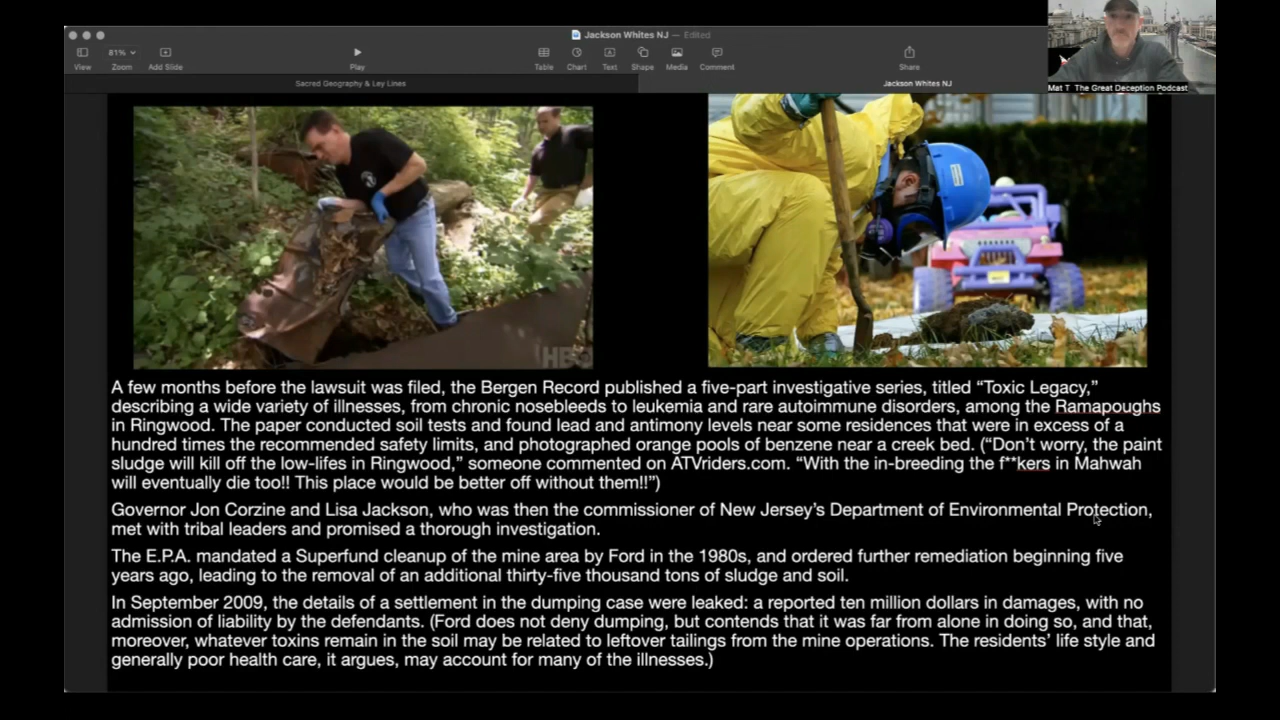 Jackson Whites NJ — Edited
81%
View
Zoom
Add Slide
Play
Table
Chart
Text
Shape
Media
Comment
Share
Sacred Geography & Ley Lines
Jackson Whites NJ
Mat T The Great Deception Podcast
HBO
A few months before the lawsuit was filed, the Bergen Record published a five-part investigative series, titled “Toxic Legacy,”
describing a wide variety of illnesses, from chronic nosebleeds to leukemia and rare autoimmune disorders, among the Ramapoughs
in Ringwood. The paper conducted soil tests and found lead and antimony levels near some residences that were in excess of a
hundred times the recommended safety limits, and photographed orange pools of benzene near a creek bed. (“Don’t worry, the paint
sludge will kill off the low-lifes in Ringwood,” someone commented on ATVriders.com. “With the in-breeding the f**kers in Mahwah
will eventually die too!! This place would be better off without them!!”)
Governor Jon Corzine and Lisa Jackson, who was then the commissioner of New Jersey’s Department of Environmental Protection,
met with tribal leaders and promised a thorough investigation.
The E.P.A. mandated a Superfund cleanup of the mine area by Ford in the 1980s, and ordered further remediation beginning five
years ago, leading to the removal of an additional thirty-five thousand tons of sludge and soil.
In September 2009, the details of a settlement in the dumping case were leaked: a reported ten million dollars in damages, with no
admission of liability by the defendants. (Ford does not deny dumping, but contends that it was far from alone in doing so, and that,
moreover, whatever toxins remain in the soil may be related to leftover tailings from the mine operations. The residents’ life style and
generally poor health care, it argues, may account for many of the illnesses.)